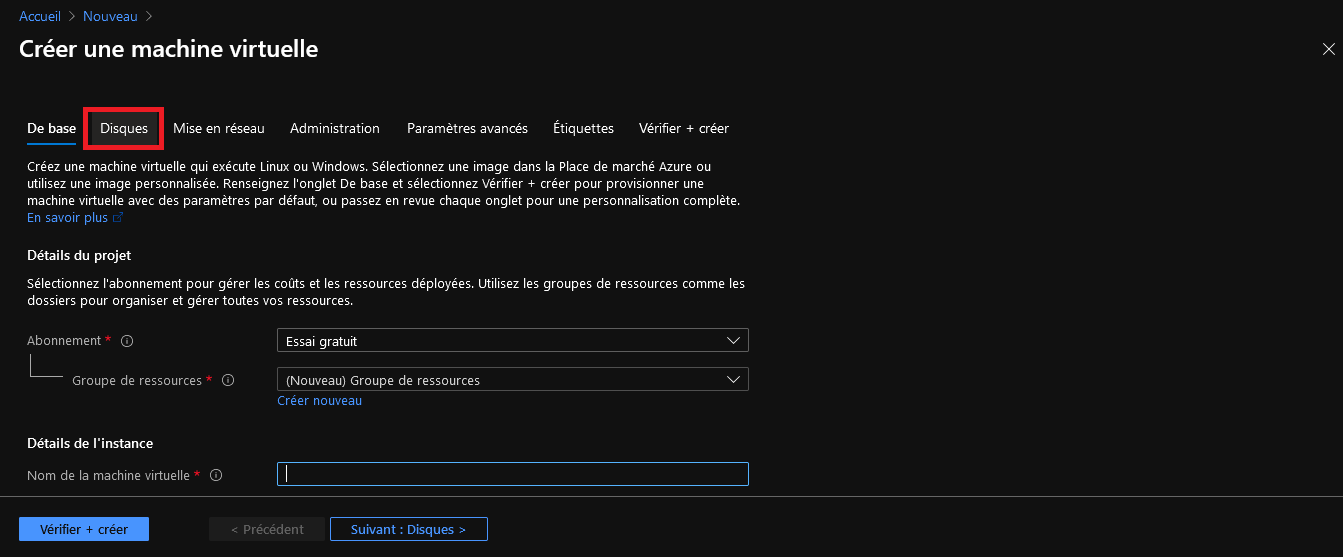 Accueil > Nouveau >
Créer une machine virtuelle
De base Disques Mise en réseau Administration Paramètres avancés Étiquettes Vérifier + créer
Créez une machine virtuelle qui exécute Linux ou Windows. Sélectionnez une image dans la Place de marché Azure ou
utilisez une image personnalisée. Renseignez l'onglet De base et sélectionnez Vérifier + créer pour provisionner une
machine virtuelle avec des paramètres par défaut, ou passez en revue chaque onglet pour une personnalisation complète.
En savoir plus
Détails du projet
Sélectionnez l'abonnement pour gérer les coûts et les ressources déployées. Utilisez les groupes de ressources comme les
dossiers pour organiser et gérer toutes vos ressources.
Abonnement * Essai gratuit
Groupe de ressources * (Nouveau) Groupe de ressources
Créer nouveau
Détails de l'instance
Nom de la machine virtuelle *
Vérifier + créer < Précédent Suivant : Disques >